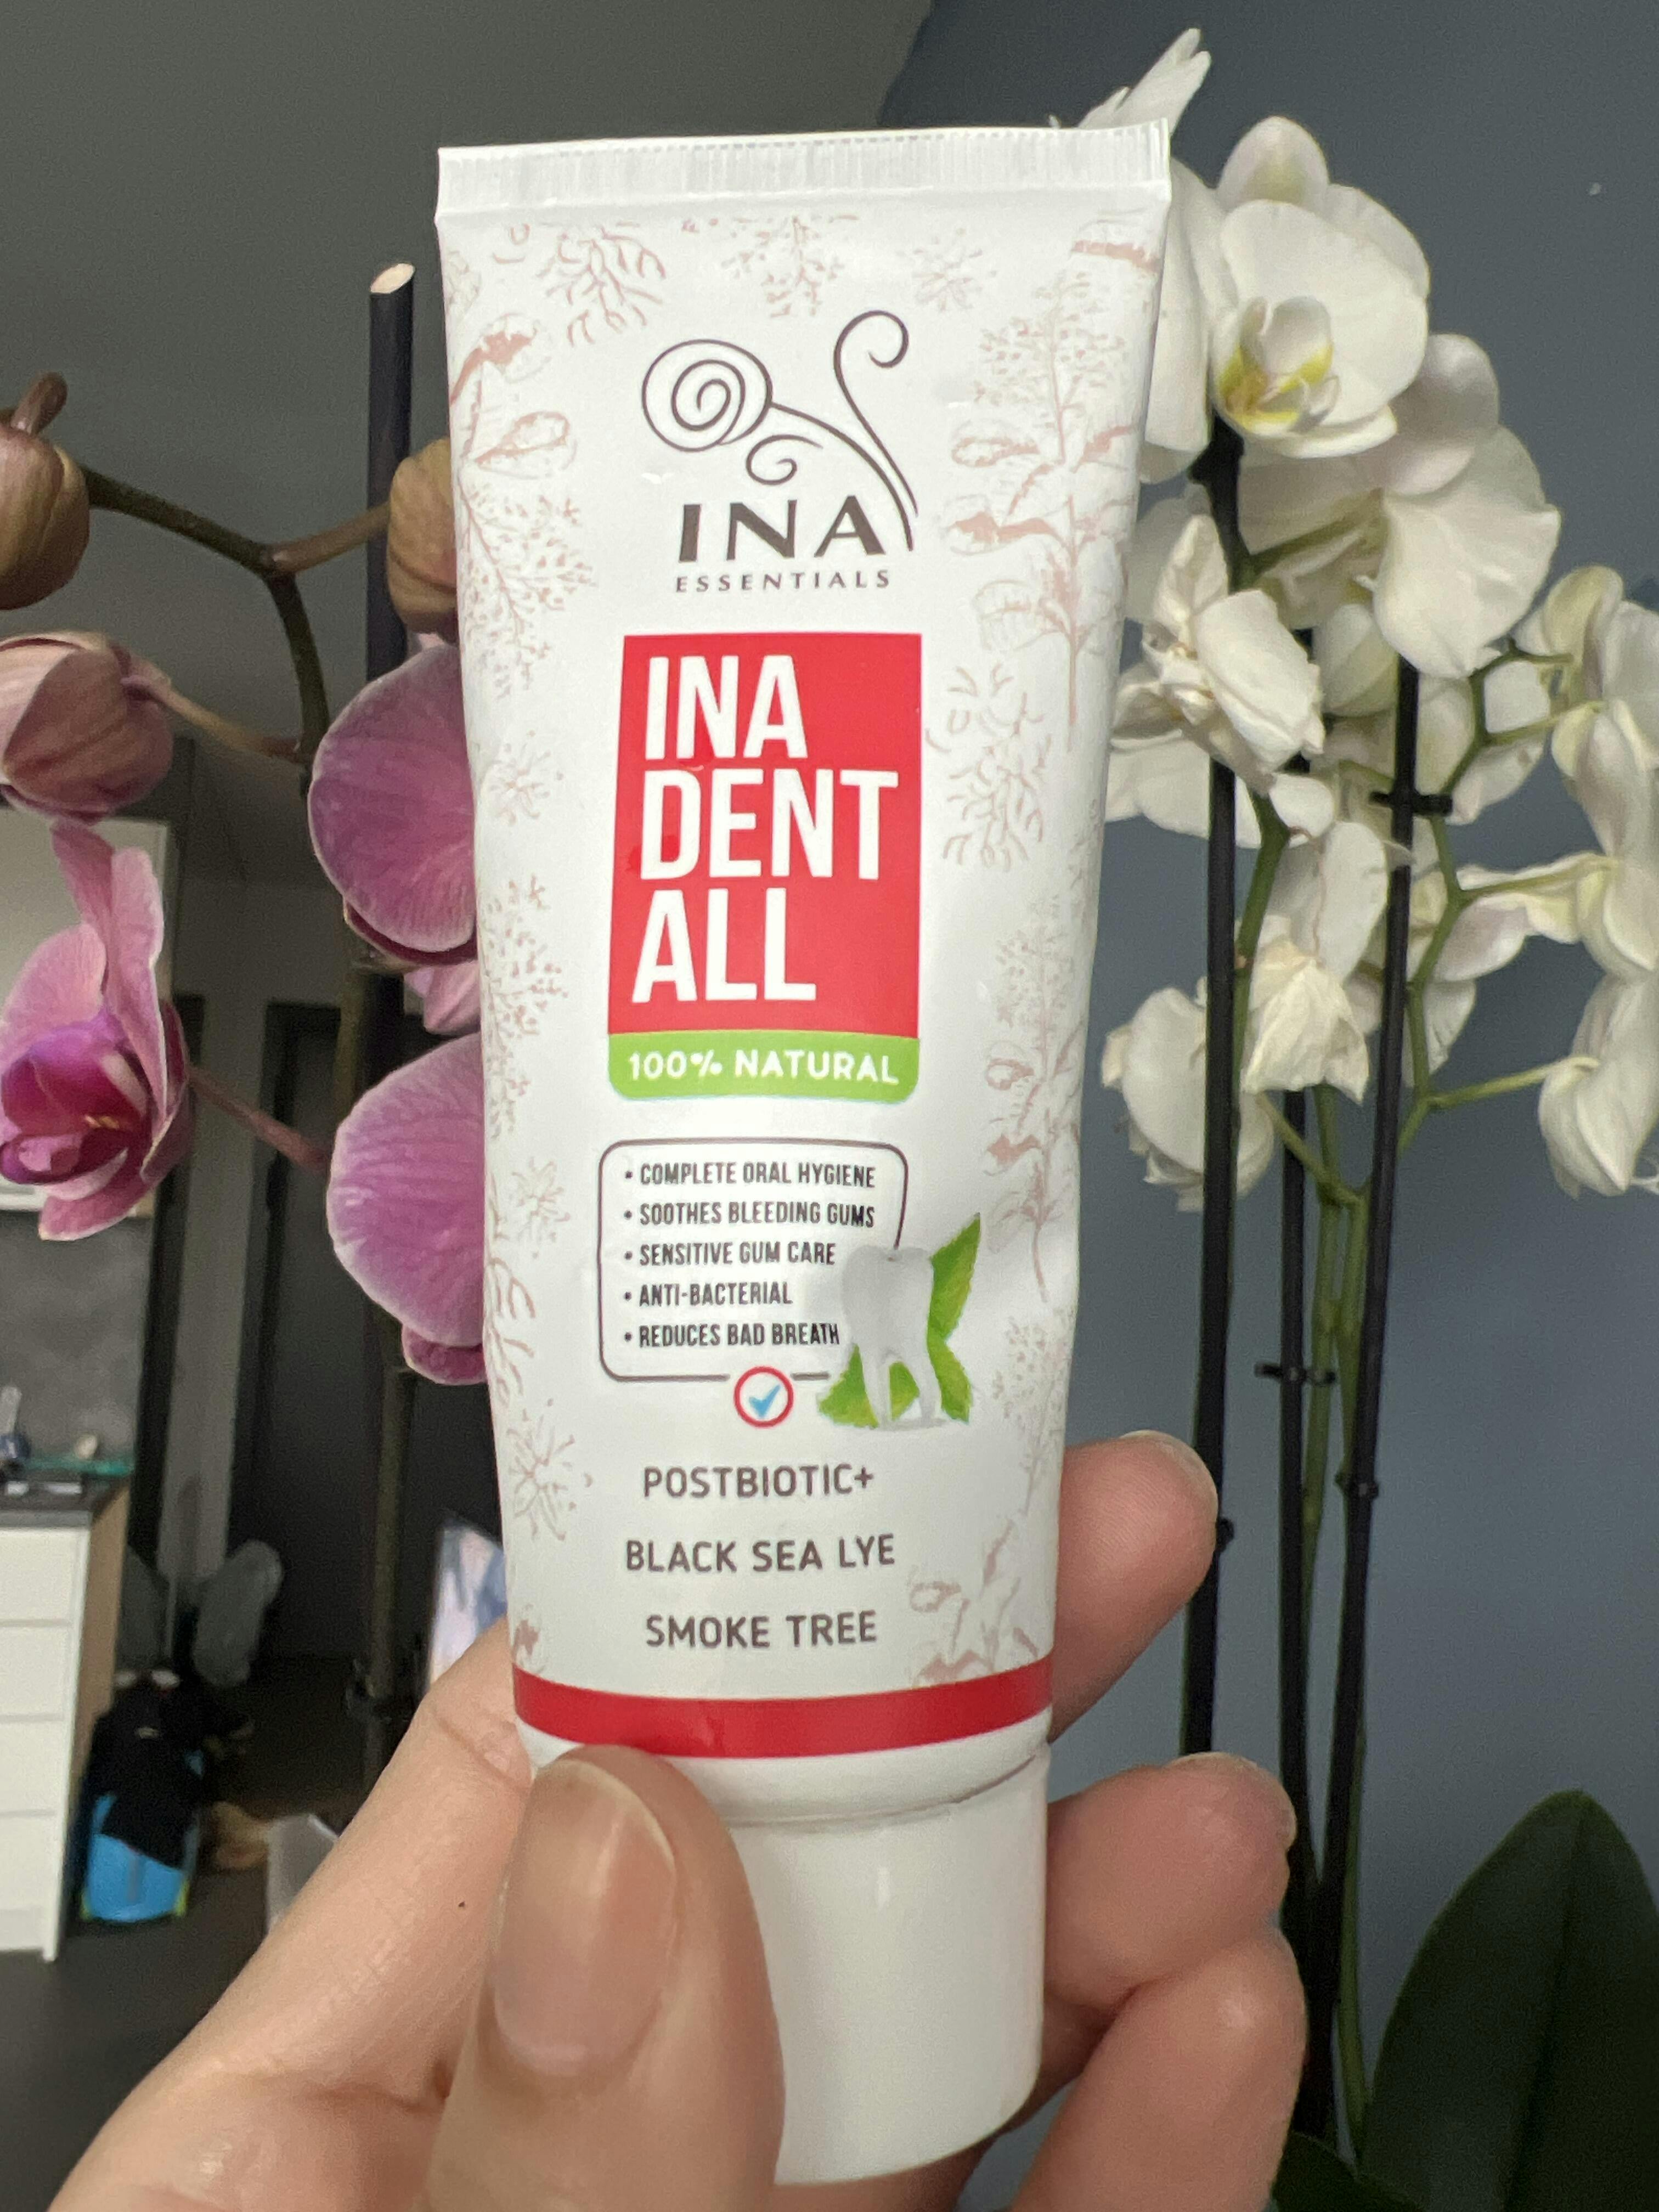 INA
ESSENTIALS
INA
DENT
ALL
100% NATURAL
• COMPLETE ORAL HYGIENE
• SOOTHES BLEEDING GUMS
• SENSITIVE GUM CARE
• ANTI-BACTERIAL
• REDUCES BAD BREATH
POSTBIOTIC+
BLACK SEA LYE
SMOKE TREE